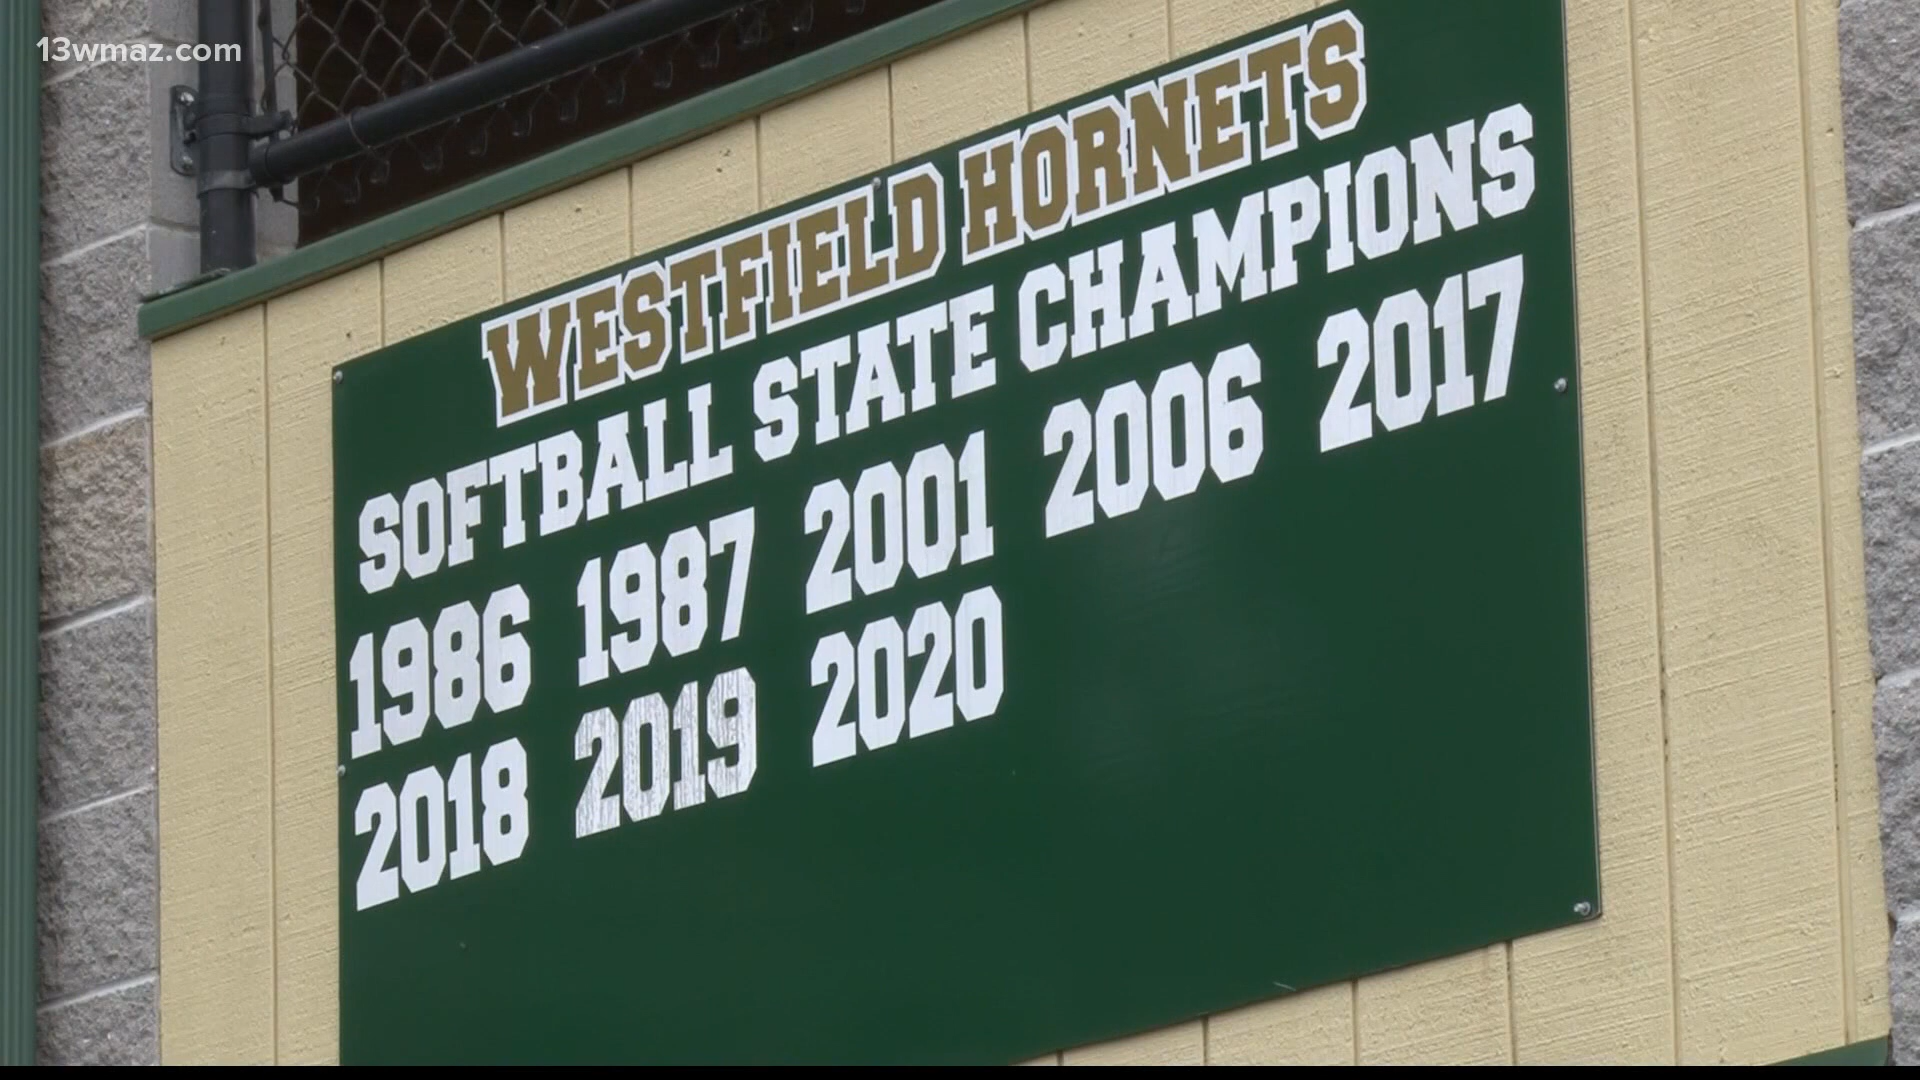 13wmaz.com
WESTFIELD HORNETS
SOFTBALL STATE CHAMPIONS
1986 1987 2001 2006 2017
2018 2019 2020